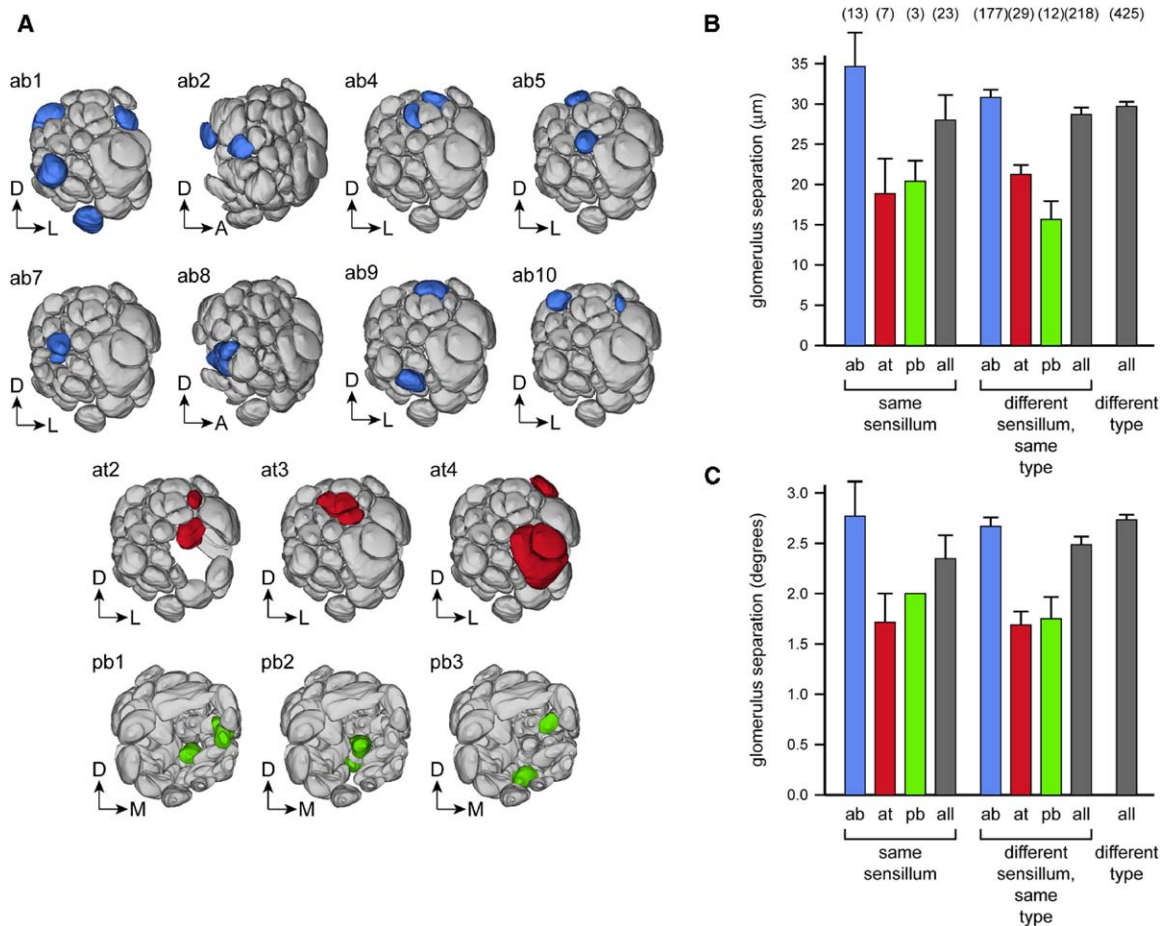 A
ab1 ab2 ab4 ab5
D D D D
L A L L
ab7 ab8 ab9 ab10
D D D D
L A L L
at2 at3 at4
D D D
L L L
pb1 pb2 pb3
D D D
M M M
B
(13) (7) (3) (23) (177) (29) (12) (218) (425)
glomerulus separation (μm)
35
30
25
20
15
10
5
0
ab at pb all ab at pb all all
same sensillum
different sensillum, same type
different type
C
glomerulus separation (degrees)
3.0
2.5
2.0
1.5
1.0
0.5
0.0
ab at pb all ab at pb all all
same sensillum
different sensillum, same type
different type